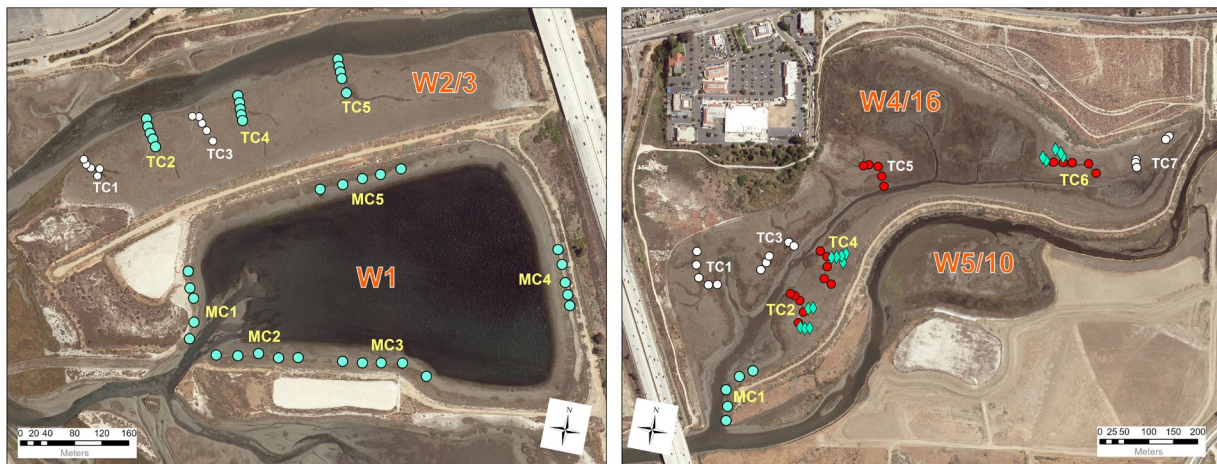 W2/3
TC5
TC4
TC2
TC3
TC1
MC5
W1
MC4
MC1
MC2
MC3
0 20 40 80 120 160
Meters
N
W4/16
TC5
TC6
TC7
TC3
TC4
TC1
W5/10
TC2
MC1
N
0 25 50 100 150 200
Meters